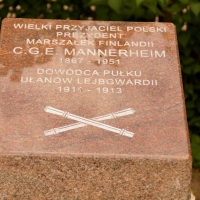 WIELKI PRZYJACIEL POLSKI
PREZYDENT
MARSZAŁEK FINLANDII
C.G.E. MANNERHEIM
1867 - 1951
DOWÓDCA PUŁKU
UŁANÓW LEJBGWARDII
1911 - 1913